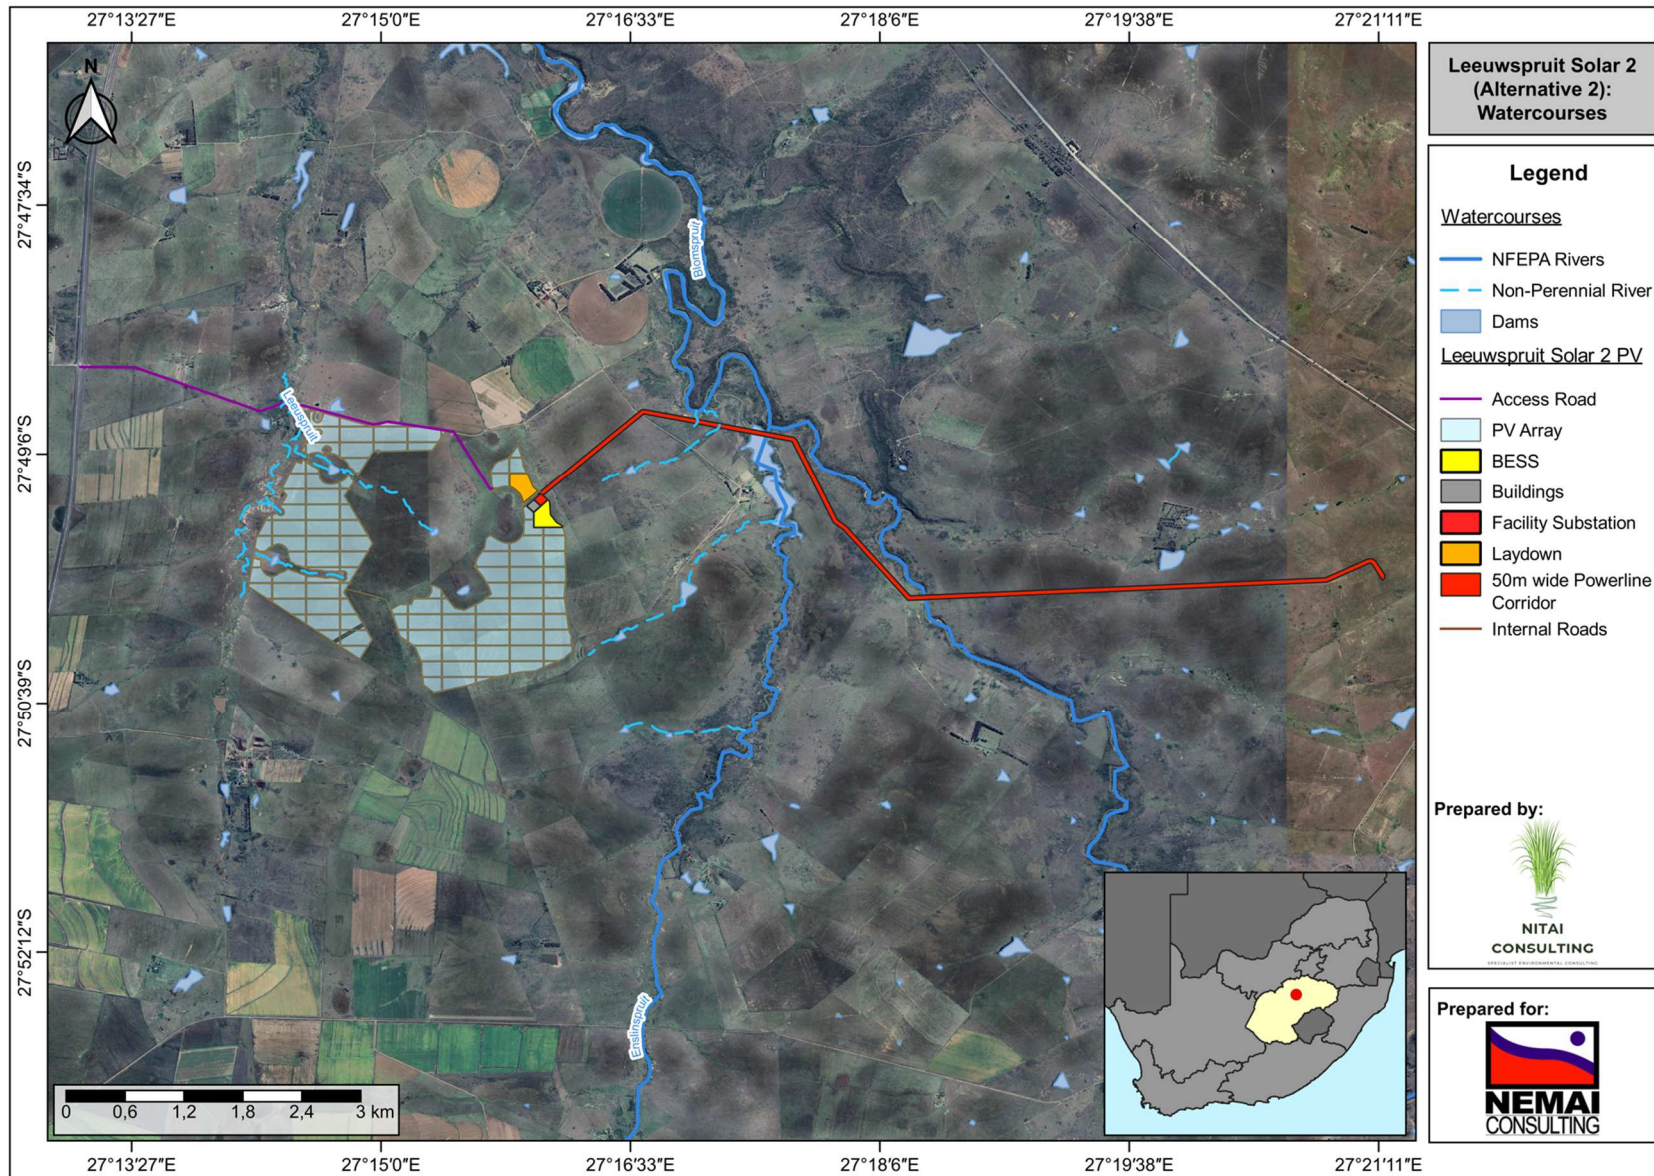 27°13'27"E 27°15'0"E 27°16'33"E 27°18'6"E 27°19'38"E 27°21'11"E
N
27°47'34"S
27°49'6"S
27°50'39"S
27°52'12"S
Blomspruit
Leeuspruit
Enslinspruit
0 0,6 1,2 1,8 2,4 3 km
27°13'27"E 27°15'0"E 27°16'33"E 27°18'6"E 27°19'38"E 27°21'11"E
Leeuwspruit Solar 2
(Alternative 2):
Watercourses
Legend
Watercourses
NFEPA Rivers
Non-Perennial River
Dams
Leeuwspruit Solar 2 PV
Access Road
PV Array
BESS
Buildings
Facility Substation
Laydown
50m wide Powerline
Corridor
Internal Roads
Prepared by:
NITAI
CONSULTING
SPECIALIST ENVIRONMENTAL CONSULTING
Prepared for:
NEMAI
CONSULTING